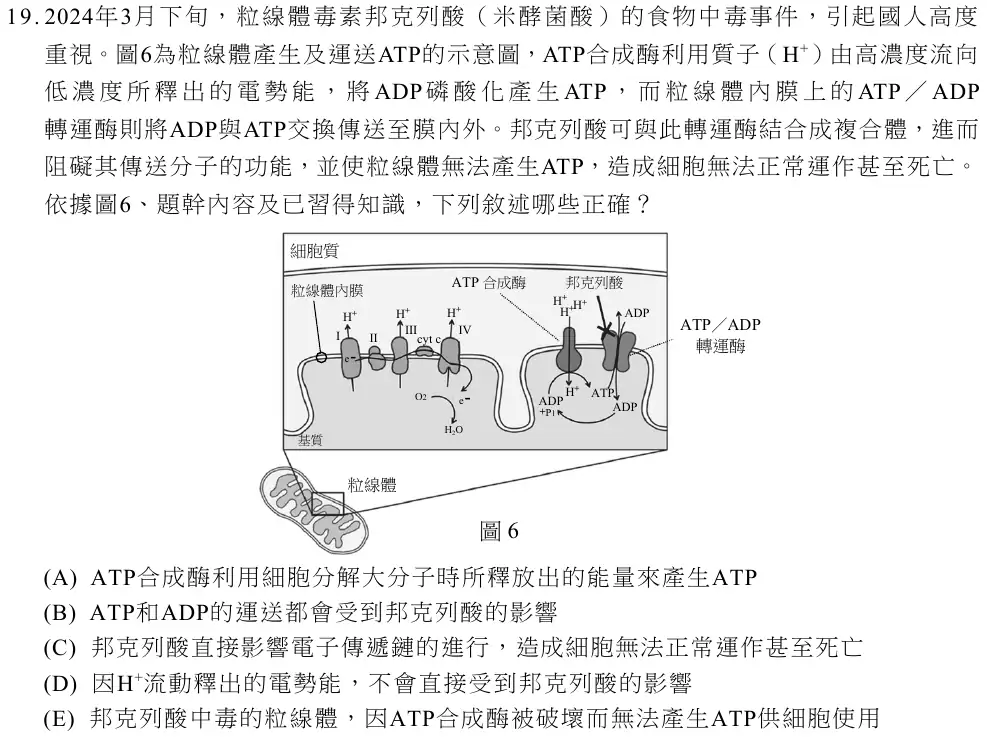 19. 2024年3月下旬，粒線體毒素邦克列酸（米酵菌酸）的食物中毒事件，引起國人高度
重視。圖6為粒線體產生及運送ATP的示意圖，ATP合成酶利用質子（H⁺）由高濃度流向
低濃度所釋出的電勢能，將ADP磷酸化產生ATP，而粒線體內膜上的ATP／ADP
轉運酶則將ADP與ATP交換傳送至膜內外。邦克列酸可與此轉運酶結合成複合體，進而
阻礙其傳送分子的功能，並使粒線體無法產生ATP，造成細胞無法正常運作甚至死亡。
依據圖6、題幹內容及已習得知識，下列敘述哪些正確？
細胞質
粒線體內膜
ATP 合成酶
邦克列酸
ATP／ADP
轉運酶
H⁺
H⁺
H⁺
I
II
III
cyt c
IV
e⁻
O₂
e⁻
H₂O
H⁺
H⁺
H⁺
ADP
H⁺
ATP
ADP
+P₁
ADP
基質
粒線體
圖 6
(A) ATP合成酶利用細胞分解大分子時所釋放出的能量來產生ATP
(B) ATP和ADP的運送都會受到邦克列酸的影響
(C) 邦克列酸直接影響電子傳遞鏈的進行，造成細胞無法正常運作甚至死亡
(D) 因H⁺流動釋出的電勢能，不會直接受到邦克列酸的影響
(E) 邦克列酸中毒的粒線體，因ATP合成酶被破壞而無法產生ATP供細胞使用